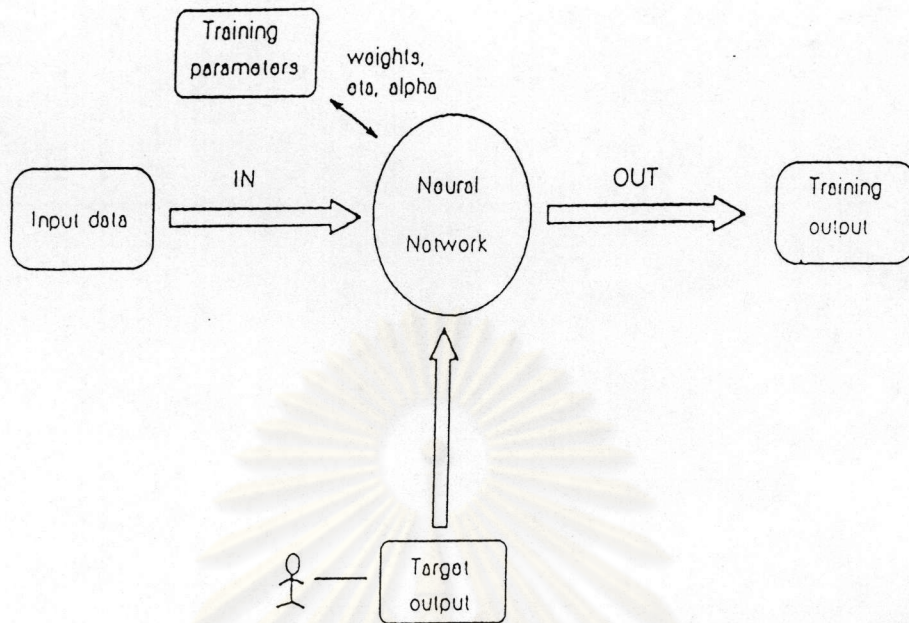 Training
parameters
weights,
eta, alpha
IN
Neural
Network
OUT
Input data
Training
output
Target
output